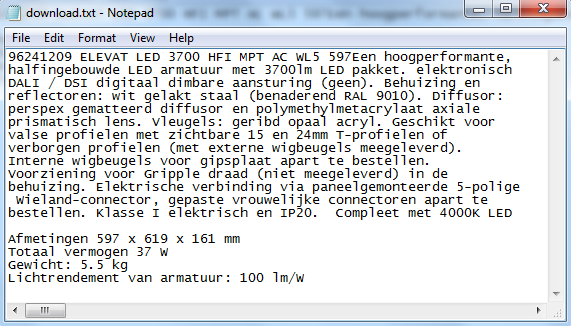 download.txt - Notepad
File Edit Format View Help
96241209 ELEVAT LED 3700 HFI MPT AC WL5 597Een hoogperformante,
halfingebouwde LED armatuur met 3700lm LED pakket. elektronisch
DALI / DSI digitaal dimbare aansturing (geen). Behuizing en
reflectoren: wit gelakt staal (benaderend RAL 9010). Diffusor:
perspex gematteerd diffusor en polymethylmetacrylaat axiale
prismatisch lens. Vleugels: geribd opaal acryl. Geschikt voor
valse profielen met zichtbare 15 en 24mm T-profielen of
verborgen profielen (met externe wigbeugels meegeleverd).
Interne wigbeugels voor gipsplaat apart te bestellen.
Voorziening voor Gripple draad (niet meegeleverd) in de
behuizing. Elektrische verbinding via paneelgemonteerde 5-polige
Wieland-connector, gepaste vrouwelijke connectoren apart te
bestellen. Klasse I elektrisch en IP20. Compleet met 4000K LED
Afmetingen 597 x 619 x 161 mm
Totaal vermogen 37 W
Gewicht: 5.5 kg
Lichtrendement van armatuur: 100 lm/W